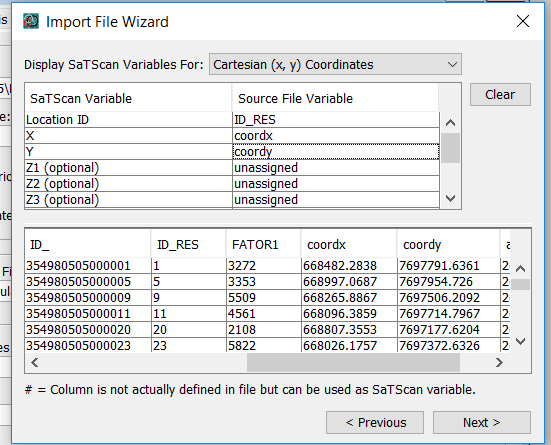 Import File Wizard
Display SaTScan Variables For: Cartesian (x, y) Coordinates
Clear
SaTScan Variable Source File Variable
Location ID ID_RES
X coordx
Y coordy
Z1 (optional) unassigned
Z2 (optional) unassigned
Z3 (optional) unassigned
ID_ ID_RES FATOR1 coordx coordy
354980505000001 1 3272 668482.2838 7697791.6361
354980505000005 5 3353 668997.0687 7697954.726
354980505000009 9 5509 668265.8867 7697506.2092
354980505000011 11 4561 668096.3859 7697714.7967
354980505000020 20 2108 668807.3553 7697177.6204
354980505000023 23 5822 668026.1757 7697372.6326
# = Column is not actually defined in file but can be used as SaTScan variable.
< Previous Next >